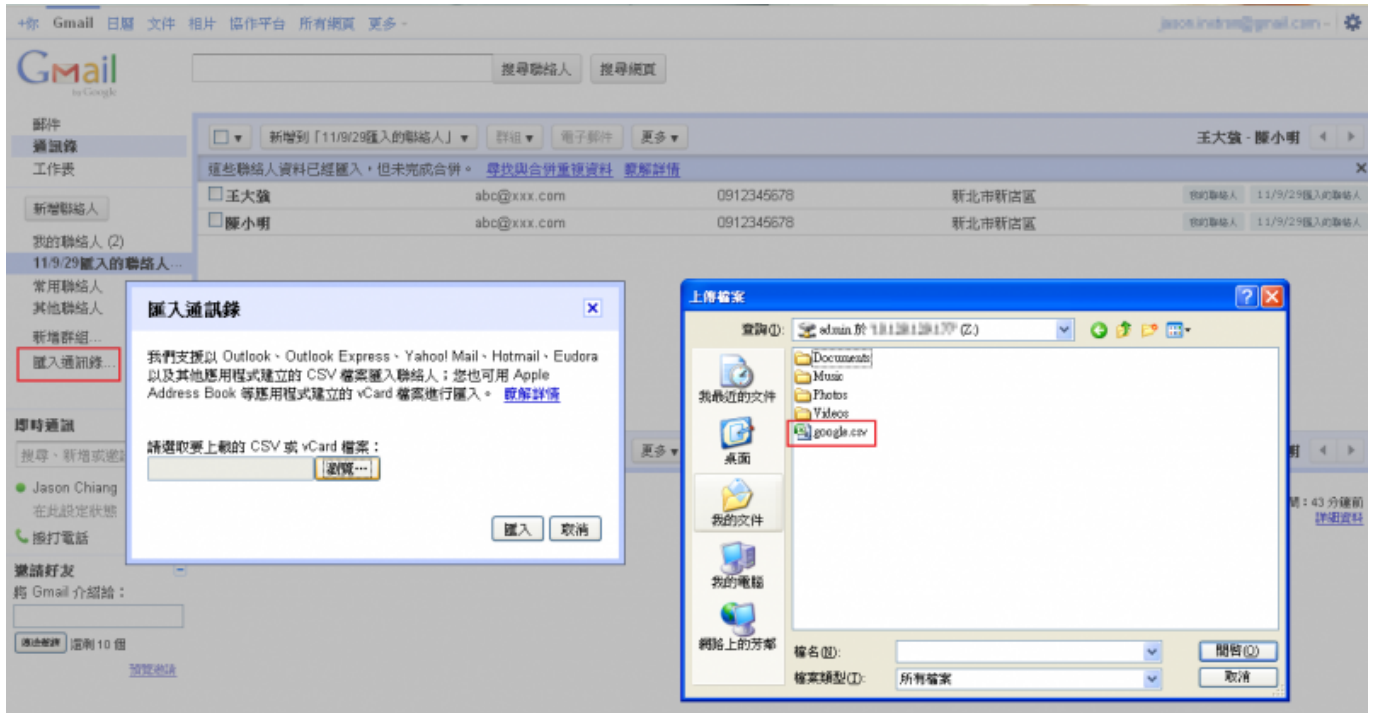 +你 Gmail 日曆 文件 相片 協作平台 所有網頁 更多
Gmail
by Google
搜尋聯絡人 搜尋網頁
郵件
通訊錄
工作表
新增到「11/9/29匯入的聯絡人」 群組 電子郵件 更多
王大強 - 陳小明
這些聯絡人資料已經匯入，但未完成合併。 尋找與合併重複資料 瞭解詳情
王大強 abc@xxx.com 0912345678 新北市新店區 我的聯絡人 11/9/29匯入的聯絡人
陳小明 abc@xxx.com 0912345678 新北市新店區 我的聯絡人 11/9/29匯入的聯絡人
新增聯絡人
我的聯絡人 (2)
11/9/29匯入的聯絡人...
常用聯絡人
其他聯絡人
新增群組...
匯入通訊錄...
匯入通訊錄
我們支援以 Outlook、Outlook Express、Yahoo! Mail、Hotmail、Eudora
以及其他應用程式建立的 CSV 檔案匯入聯絡人；您也可用 Apple
Address Book 等應用程式建立的 vCard 檔案進行匯入。 瞭解詳情
請選取要上載的 CSV 或 vCard 檔案：
瀏覽...
匯入 取消
上傳檔案
查詢(I): admin 於 (Z:)
我最近的文件
桌面
我的文件
我的電腦
網路上的芳鄰
Documents
Music
Photos
Videos
google.csv
檔名(N): 開啟(O)
檔案類型(T): 所有檔案 取消
即時通訊
搜尋、新增或邀
Jason Chiang
在此設定狀態
撥打電話
更多
明
間：43 分鐘前
詳細資料
邀請好友
將 Gmail 介紹給：
還剩 10 個
預覽邀請